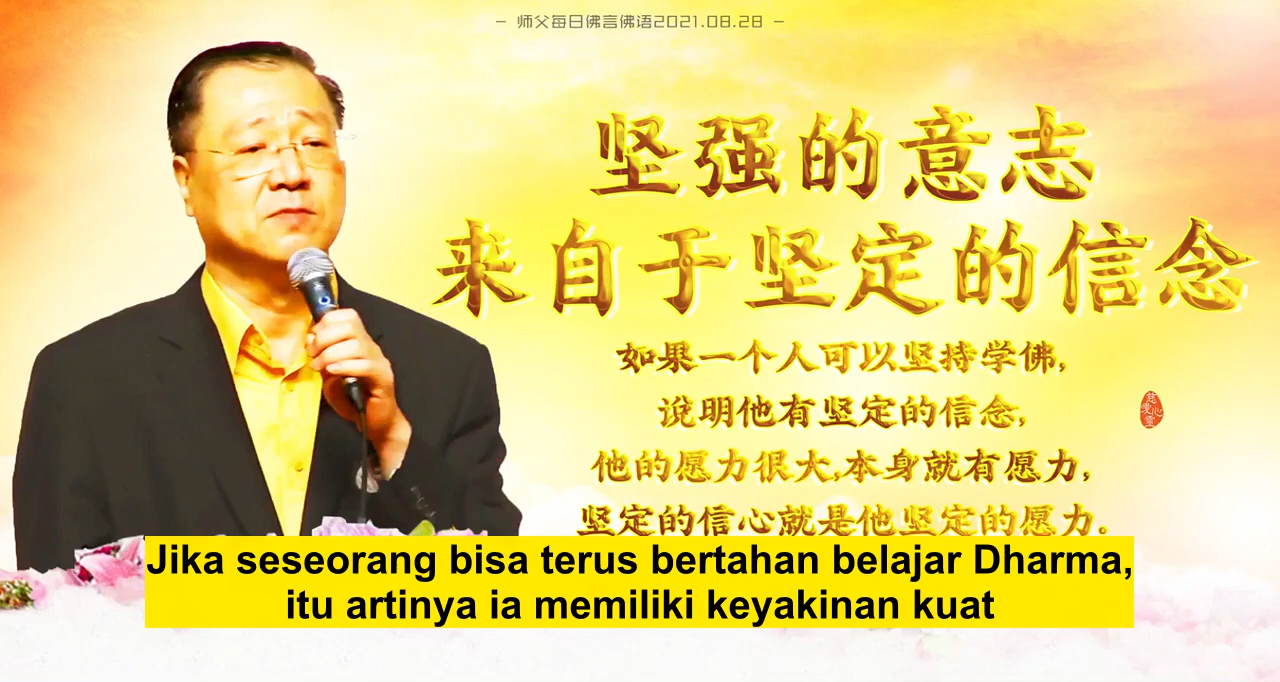 - 师父每日佛言佛语2021.08.28 -
坚强的意志
来自于坚定的信念
如果一个人可以坚持学佛,
说明他有坚定的信念,
他的愿力很大,本身就有愿力,
坚定的信心就是他坚定的愿力。
Jika seseorang bisa terus bertahan belajar Dharma,
itu artinya ia memiliki keyakinan kuat